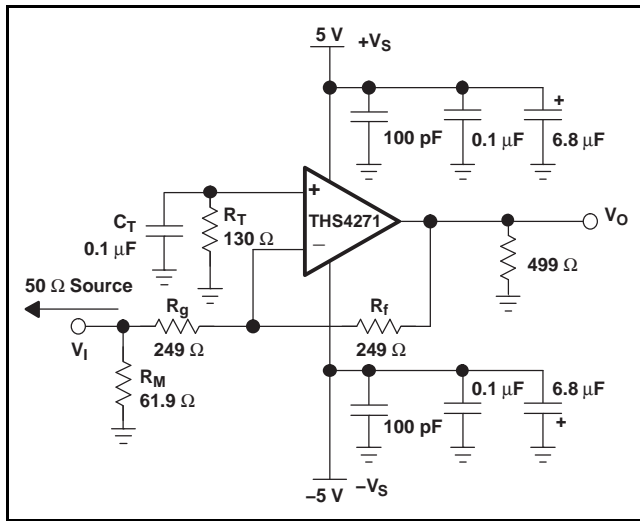 5 V
+VS
+
100 pF
0.1 µF
6.8 µF
+
THS4271
−
CT
0.1 µF
RT
130 Ω
VO
499 Ω
50 Ω Source
Rg
249 Ω
Rf
249 Ω
VI
RM
61.9 Ω
100 pF
0.1 µF
6.8 µF
+
−5 V
−VS